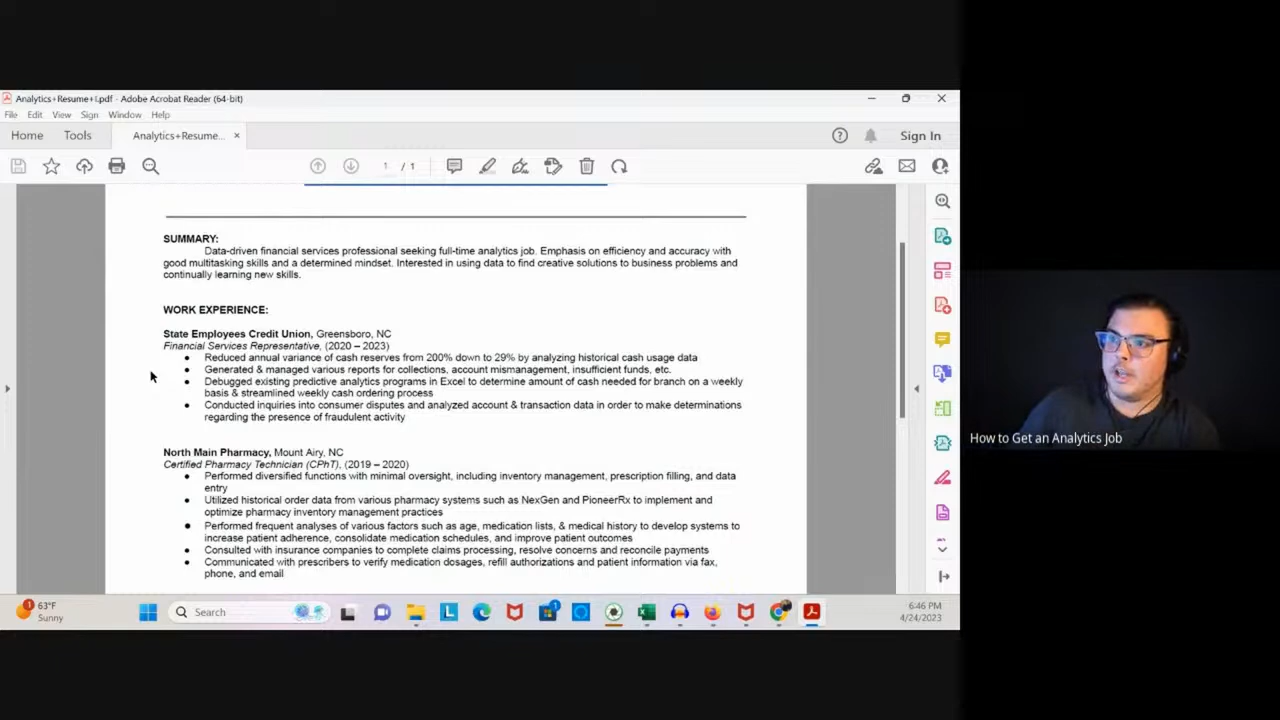 Analytics+Resume+I.pdf - Adobe Acrobat Reader (64-bit)
File Edit View Sign Window Help
Home Tools Analytics+Resume... × Sign In
1 / 1
SUMMARY:
Data-driven financial services professional seeking full-time analytics job. Emphasis on efficiency and accuracy with
good multitasking skills and a determined mindset. Interested in using data to find creative solutions to business problems and
continually learning new skills.
WORK EXPERIENCE:
State Employees Credit Union, Greensboro, NC
Financial Services Representative, (2020 – 2023)
• Reduced annual variance of cash reserves from 200% down to 29% by analyzing historical cash usage data
• Generated & managed various reports for collections, account mismanagement, insufficient funds, etc.
• Debugged existing predictive analytics programs in Excel to determine amount of cash needed for branch on a weekly
basis & streamlined weekly cash ordering process
• Conducted inquiries into consumer disputes and analyzed account & transaction data in order to make determinations
regarding the presence of fraudulent activity
North Main Pharmacy, Mount Airy, NC
Certified Pharmacy Technician (CPhT), (2019 – 2020)
• Performed diversified functions with minimal oversight, including inventory management, prescription filling, and data
entry
• Utilized historical order data from various pharmacy systems such as NexGen and PioneerRx to implement and
optimize pharmacy inventory management practices
• Performed frequent analyses of various factors such as age, medication lists, & medical history to develop systems to
increase patient adherence, consolidate medication schedules, and improve patient outcomes
• Consulted with insurance companies to complete claims processing, resolve concerns and reconcile payments
• Communicated with prescribers to verify medication dosages, refill authorizations and patient information via fax,
phone, and email
How to Get an Analytics Job
1 63°F
Sunny
Search
1
6:46 PM
4/24/2023